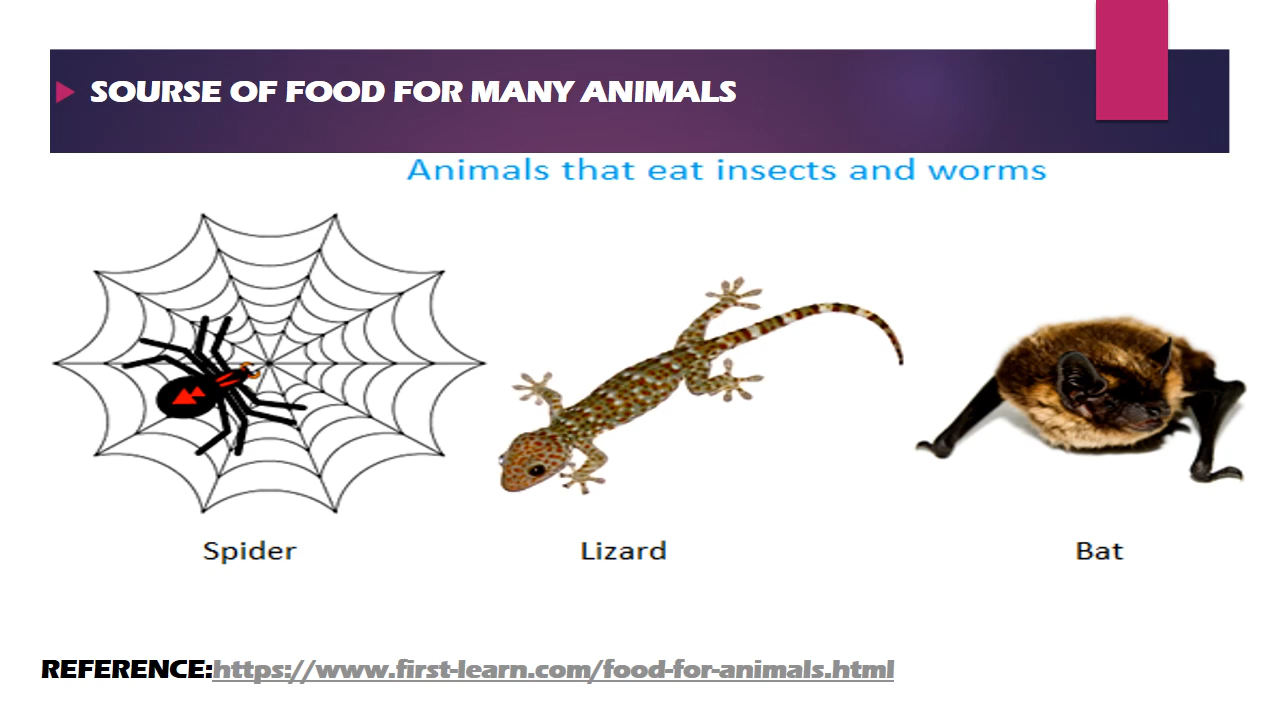 SOURSE OF FOOD FOR MANY ANIMALS
Animals that eat insects and worms
Spider
Lizard
Bat
REFERENCE:https://www.first-learn.com/food-for-animals.html